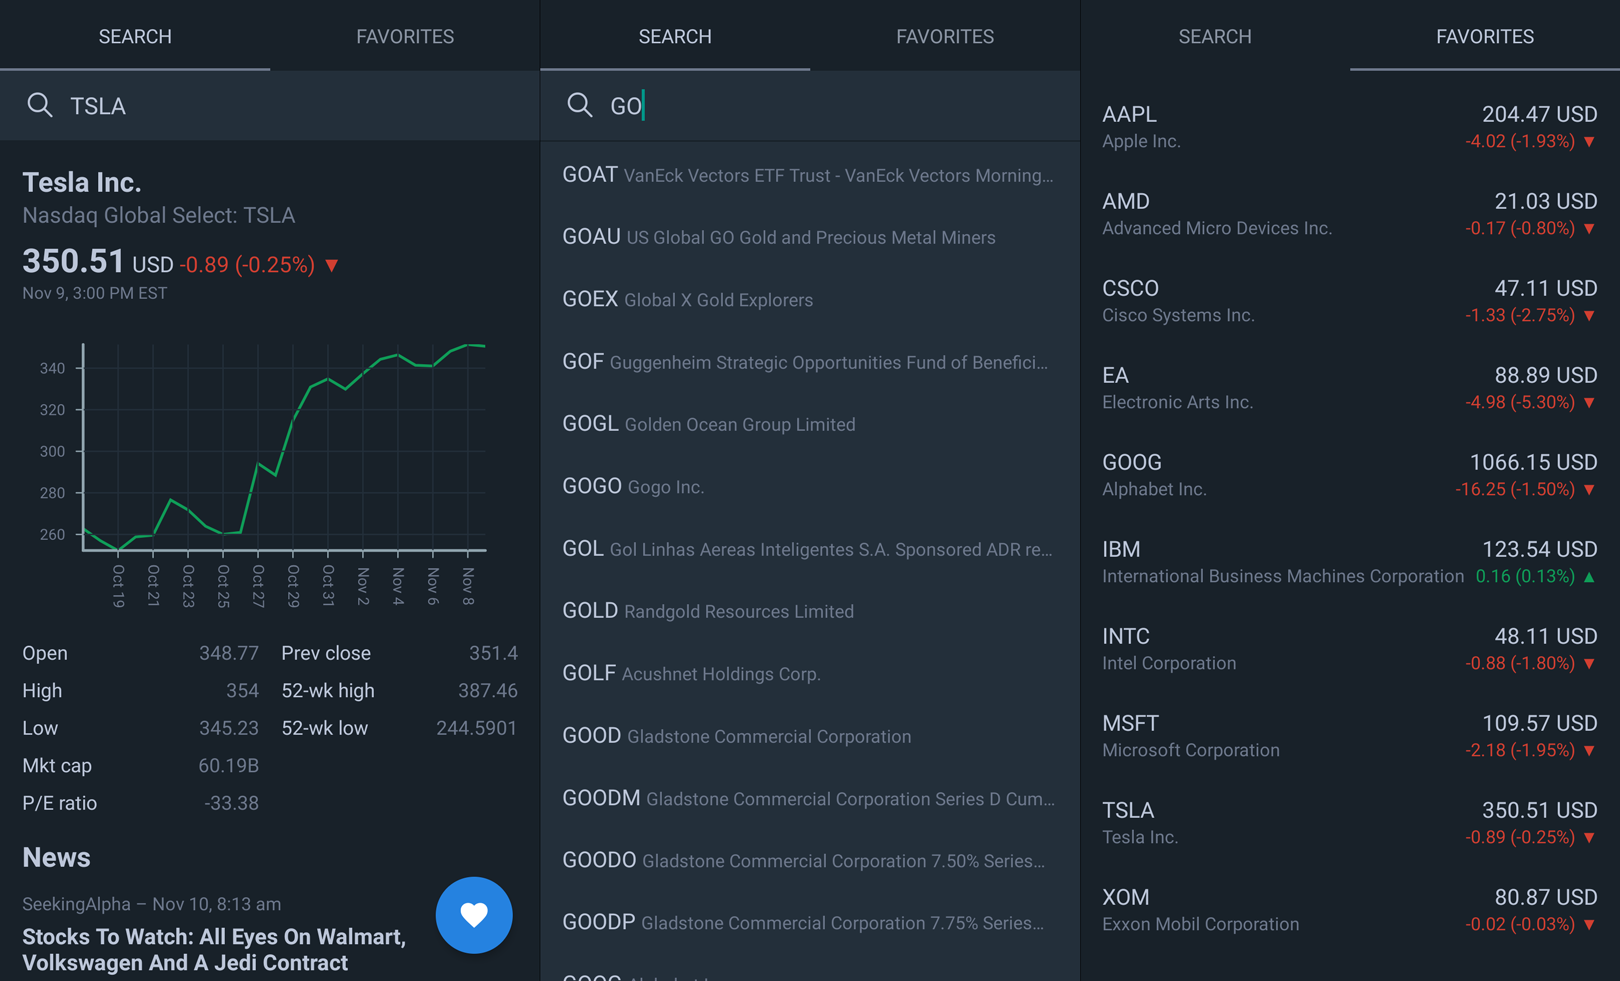 SEARCH FAVORITES
TSLA
Tesla Inc.
Nasdaq Global Select: TSLA
350.51 USD -0.89 (-0.25%) ▼
Nov 9, 3:00 PM EST
340
320
300
280
260
Oct 19 Oct 21 Oct 23 Oct 25 Oct 27 Oct 29 Oct 31 Nov 2 Nov 4 Nov 6 Nov 8
Open 348.77 Prev close 351.4
High 354 52-wk high 387.46
Low 345.23 52-wk low 244.5901
Mkt cap 60.19B
P/E ratio -33.38
News
SeekingAlpha – Nov 10, 8:13 am
Stocks To Watch: All Eyes On Walmart,
Volkswagen And A Jedi Contract
SEARCH FAVORITES
GO
GOAT VanEck Vectors ETF Trust - VanEck Vectors Morning...
GOAU US Global GO Gold and Precious Metal Miners
GOEX Global X Gold Explorers
GOF Guggenheim Strategic Opportunities Fund of Benefici...
GOGL Golden Ocean Group Limited
GOGO Gogo Inc.
GOL Gol Linhas Aereas Inteligentes S.A. Sponsored ADR re...
GOLD Randgold Resources Limited
GOLF Acushnet Holdings Corp.
GOOD Gladstone Commercial Corporation
GOODM Gladstone Commercial Corporation Series D Cum...
GOODO Gladstone Commercial Corporation 7.50% Series...
GOODP Gladstone Commercial Corporation 7.75% Series...
SEARCH FAVORITES
AAPL 204.47 USD
Apple Inc. -4.02 (-1.93%) ▼
AMD 21.03 USD
Advanced Micro Devices Inc. -0.17 (-0.80%) ▼
CSCO 47.11 USD
Cisco Systems Inc. -1.33 (-2.75%) ▼
EA 88.89 USD
Electronic Arts Inc. -4.98 (-5.30%) ▼
GOOG 1066.15 USD
Alphabet Inc. -16.25 (-1.50%) ▼
IBM 123.54 USD
International Business Machines Corporation 0.16 (0.13%) ▲
INTC 48.11 USD
Intel Corporation -0.88 (-1.80%) ▼
MSFT 109.57 USD
Microsoft Corporation -2.18 (-1.95%) ▼
TSLA 350.51 USD
Tesla Inc. -0.89 (-0.25%) ▼
XOM 80.87 USD
Exxon Mobil Corporation -0.02 (-0.03%) ▼